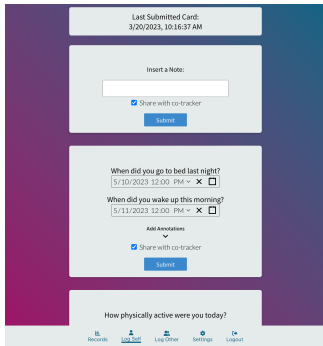 Last Submitted Card:
3/20/2023, 10:16:37 AM
Insert a Note:
Share with co-tracker
Submit
When did you go to bed last night?
5/10/2023 12:00 PM
When did you wake up this morning?
5/11/2023 12:00 PM
Add Annotations
Share with co-tracker
Submit
How physically active were you today?
Records Log Self Log Other Settings Logout